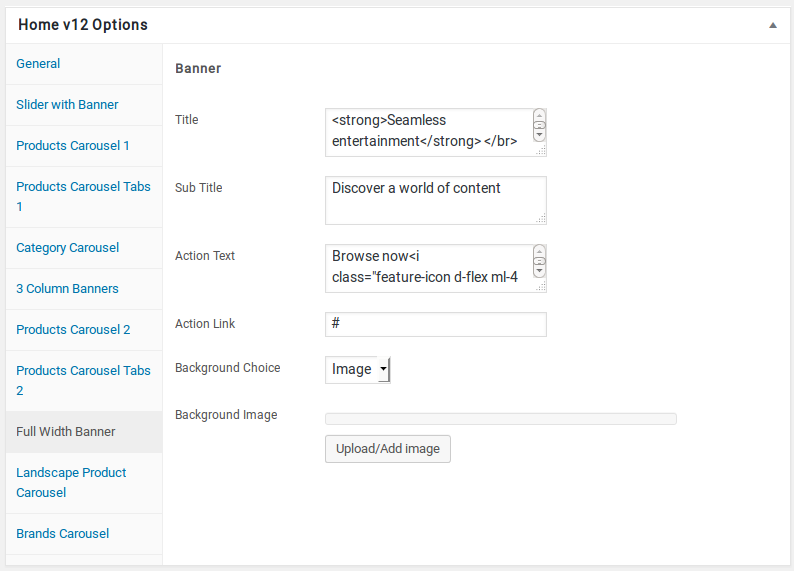 Home v12 Options
General
Slider with Banner
Products Carousel 1
Products Carousel Tabs
1
Category Carousel
3 Column Banners
Products Carousel 2
Products Carousel Tabs
2
Full Width Banner
Landscape Product
Carousel
Brands Carousel
Banner
Title
<strong>Seamless
entertainment</strong> </br>
Sub Title
Discover a world of content
Action Text
Browse now<i
class="feature-icon d-flex ml-4
Action Link
#
Background Choice
Image
Background Image
Upload/Add image